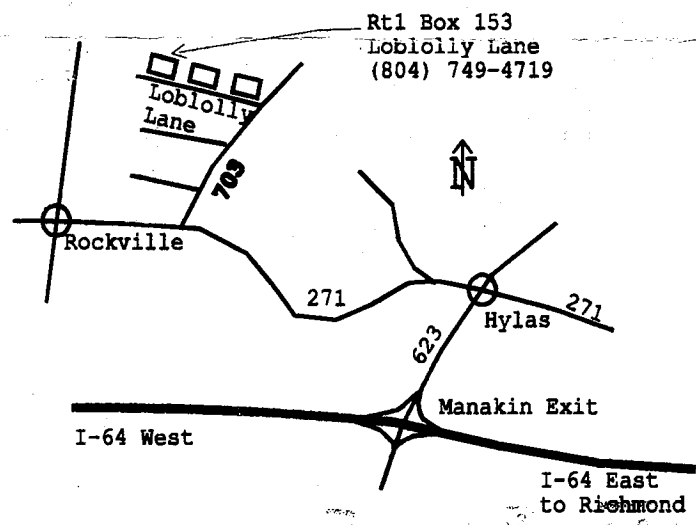 Rt1 Box 153
Loblolly Lane
(804) 749-4719
Loblolly
Lane
703
N
Rockville
271
271
Hylas
623
Manakin Exit
I-64 West
I-64 East
to Richmond